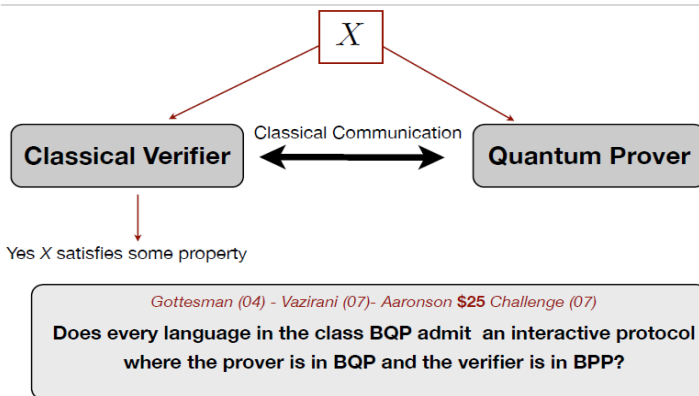 X
Classical Communication
Classical Verifier
Quantum Prover
Yes X satisfies some property
Gottesman (04) - Vazirani (07)- Aaronson $25 Challenge (07)
Does every language in the class BQP admit an interactive protocol
where the prover is in BQP and the verifier is in BPP?